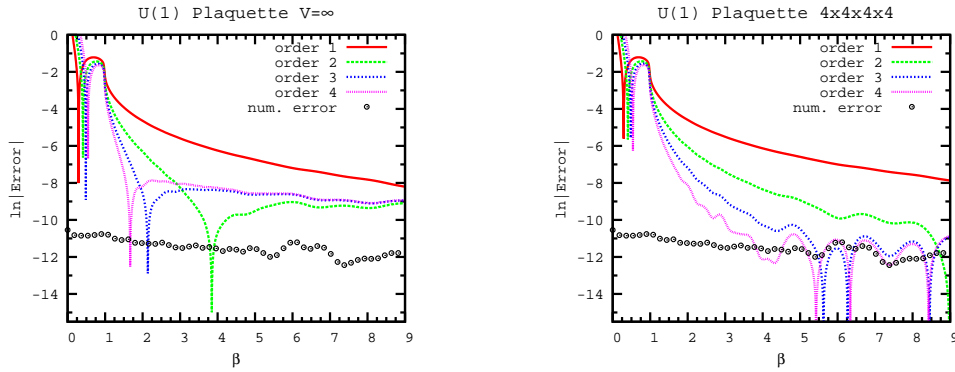 U(1) Plaquette V=∞
ln|Error|
0
-2
-4
-6
-8
-10
-12
-14
order 1
order 2
order 3
order 4
num. error
0 1 2 3 4 5 6 7 8 9
β
U(1) Plaquette 4x4x4x4
ln|Error|
0
-2
-4
-6
-8
-10
-12
-14
order 1
order 2
order 3
order 4
num. error
0 1 2 3 4 5 6 7 8 9
β